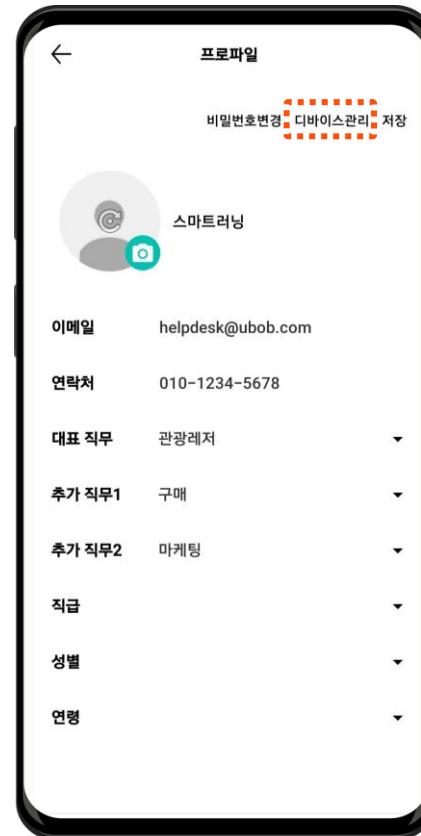 프로파일
비밀번호변경 디바이스관리 저장
스마트러닝
이메일 helpdesk@ubob.com
연락처 010-1234-5678
대표 직무 관광레저
추가 직무1 구매
추가 직무2 마케팅
직급
성별
연령